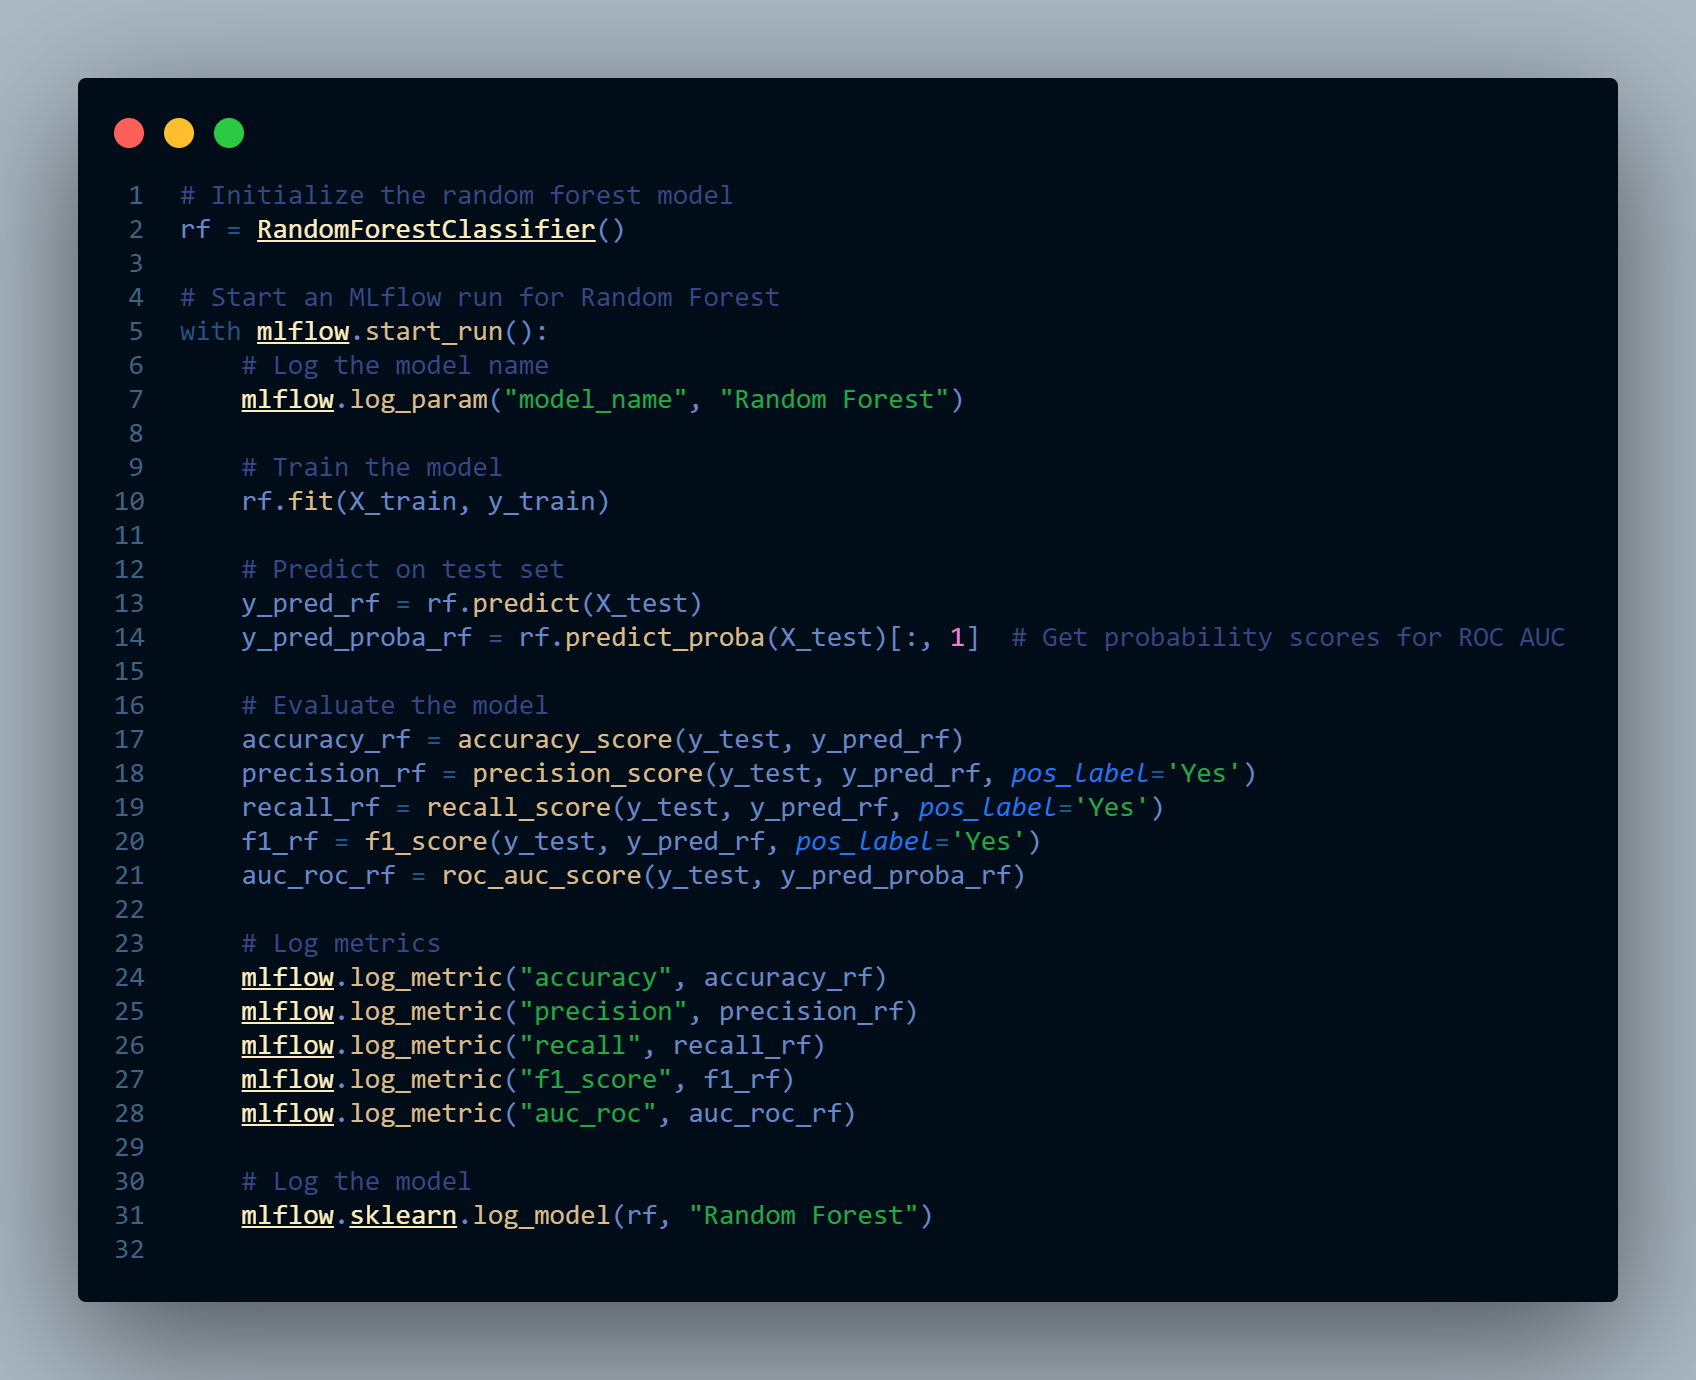 1 # Initialize the random forest model
2 rf = RandomForestClassifier()
3
4 # Start an MLflow run for Random Forest
5 with mlflow.start_run():
6     # Log the model name
7     mlflow.log_param("model_name", "Random Forest")
8
9     # Train the model
10     rf.fit(X_train, y_train)
11
12     # Predict on test set
13     y_pred_rf = rf.predict(X_test)
14     y_pred_proba_rf = rf.predict_proba(X_test)[:, 1]  # Get probability scores for ROC AUC
15
16     # Evaluate the model
17     accuracy_rf = accuracy_score(y_test, y_pred_rf)
18     precision_rf = precision_score(y_test, y_pred_rf, pos_label='Yes')
19     recall_rf = recall_score(y_test, y_pred_rf, pos_label='Yes')
20     f1_rf = f1_score(y_test, y_pred_rf, pos_label='Yes')
21     auc_roc_rf = roc_auc_score(y_test, y_pred_proba_rf)
22
23     # Log metrics
24     mlflow.log_metric("accuracy", accuracy_rf)
25     mlflow.log_metric("precision", precision_rf)
26     mlflow.log_metric("recall", recall_rf)
27     mlflow.log_metric("f1_score", f1_rf)
28     mlflow.log_metric("auc_roc", auc_roc_rf)
29
30     # Log the model
31     mlflow.sklearn.log_model(rf, "Random Forest")
32